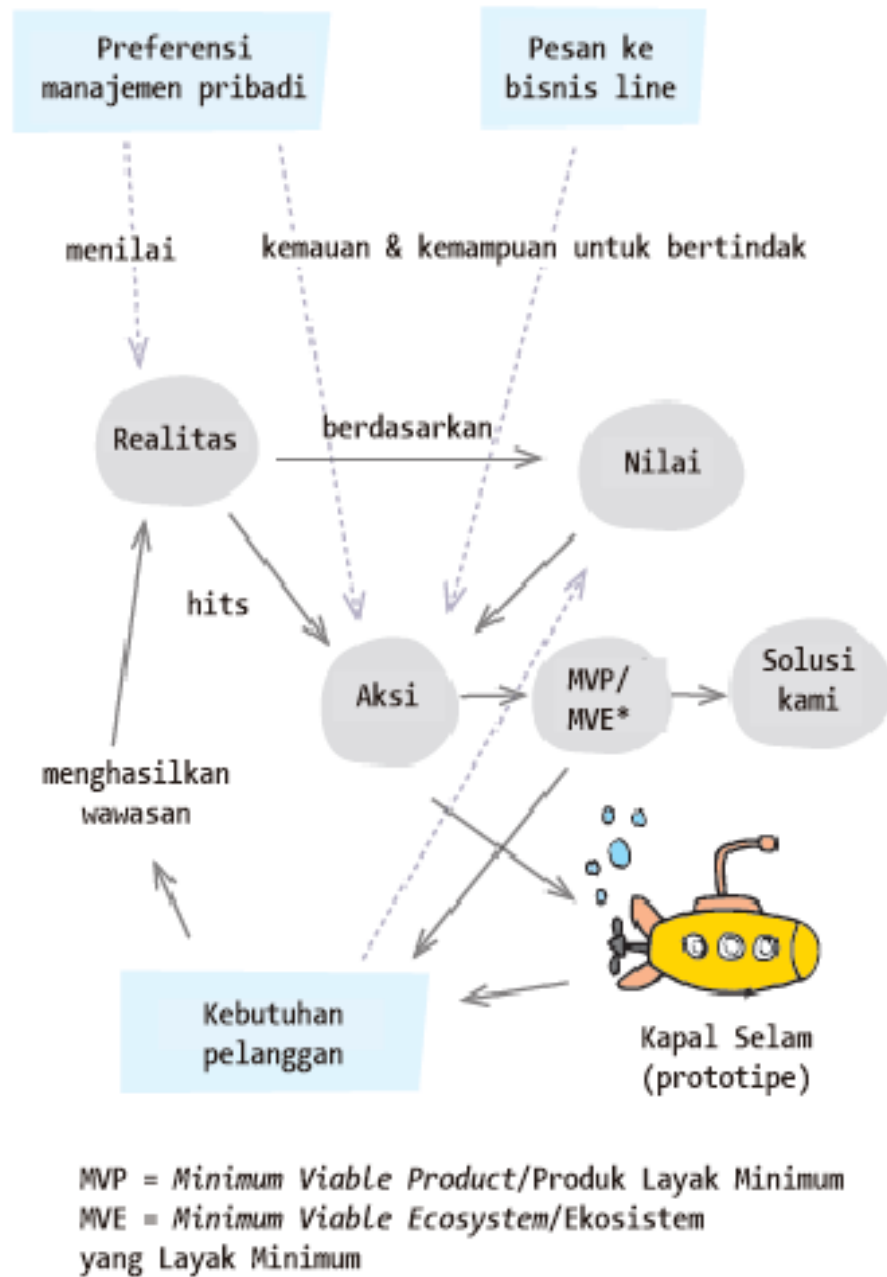 Preferensi
manajemen pribadi
Pesan ke
bisnis line
menilai
kemauan & kemampuan untuk bertindak
Realitas
berdasarkan
Nilai
hits
Aksi
MVP/
MVE*
Solusi
kami
menghasilkan
wawasan
Kebutuhan
pelanggan
Kapal Selam
(prototipe)
MVP = Minimum Viable Product/Produk Layak Minimum
MVE = Minimum Viable Ecosystem/Ekosistem
yang Layak Minimum